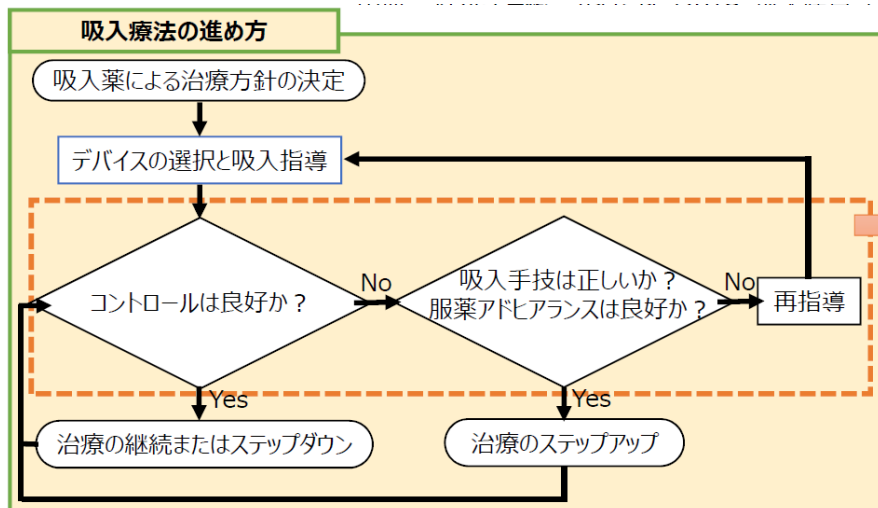 吸入療法の進め方
吸入薬による治療方針の決定
デバイスの選択と吸入指導
コントロールは良好か？
No
吸入手技は正しいか？
服薬アドヒアランスは良好か？
No
再指導
Yes
Yes
治療の継続またはステップダウン
治療のステップアップ